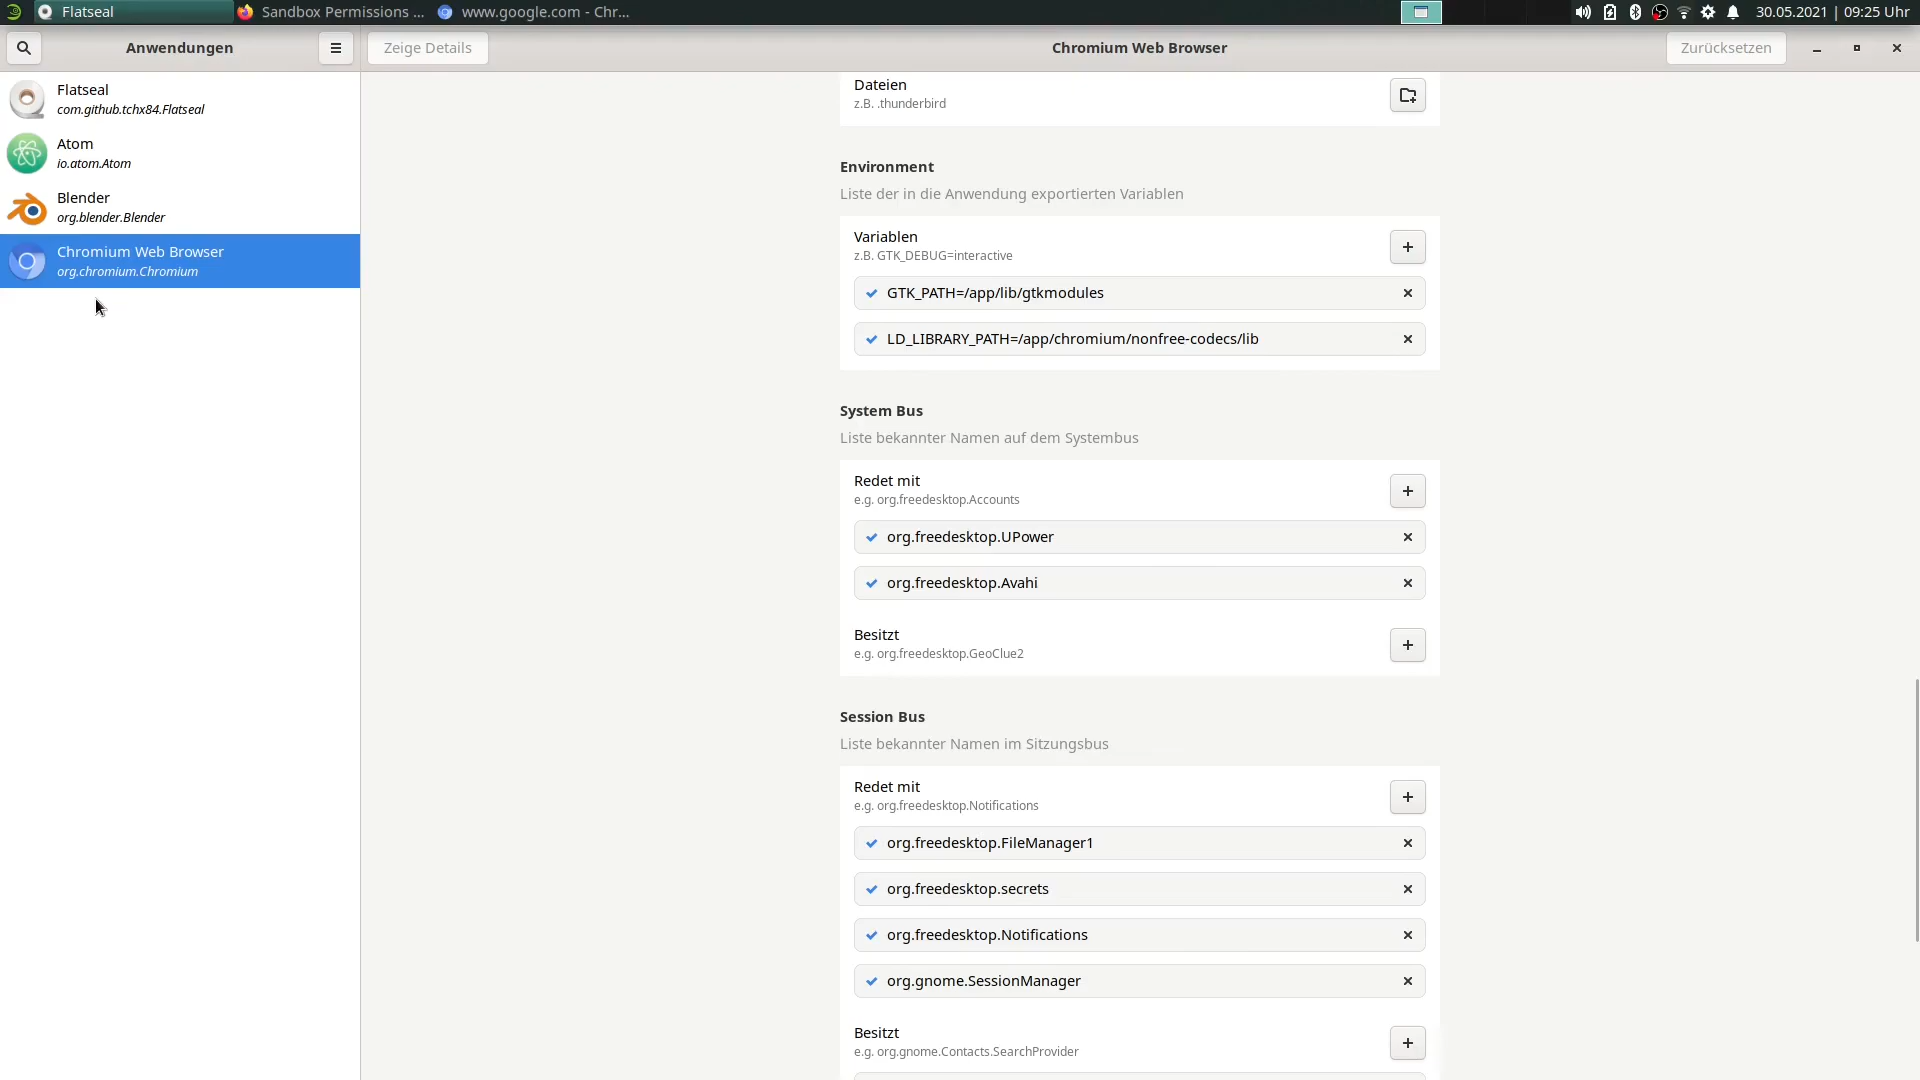 Flatseal
Sandbox Permissions ...
www.google.com - Chr...
30.05.2021 | 09:25 Uhr
Anwendungen
Zeige Details
Chromium Web Browser
Zurücksetzen
Flatseal
com.github.tchx84.Flatseal
Atom
io.atom.Atom
Blender
org.blender.Blender
Chromium Web Browser
org.chromium.Chromium
Dateien
z.B. .thunderbird
Environment
Liste der in die Anwendung exportierten Variablen
Variablen
z.B. GTK_DEBUG=interactive
GTK_PATH=/app/lib/gtkmodules
LD_LIBRARY_PATH=/app/chromium/nonfree-codecs/lib
System Bus
Liste bekannter Namen auf dem Systembus
Redet mit
e.g. org.freedesktop.Accounts
org.freedesktop.UPower
org.freedesktop.Avahi
Besitzt
e.g. org.freedesktop.GeoClue2
Session Bus
Liste bekannter Namen im Sitzungsbus
Redet mit
e.g. org.freedesktop.Notifications
org.freedesktop.FileManager1
org.freedesktop.secrets
org.freedesktop.Notifications
org.gnome.SessionManager
Besitzt
e.g. org.gnome.Contacts.SearchProvider